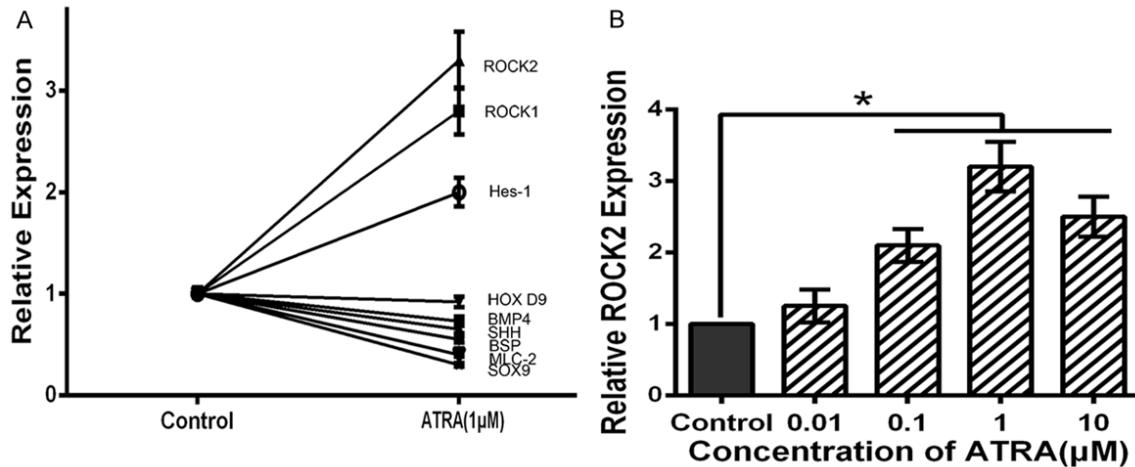 A
Relative Expression
3
2
1
0
ROCK2
ROCK1
Hes-1
HOX D9
BMP4
SHH
BSP
MLC-2
SOX9
Control
ATRA(1μM)
B
Relative ROCK2 Expression
4
3
2
1
0
*
Control 0.01 0.1 1 10
Concentration of ATRA(μM)